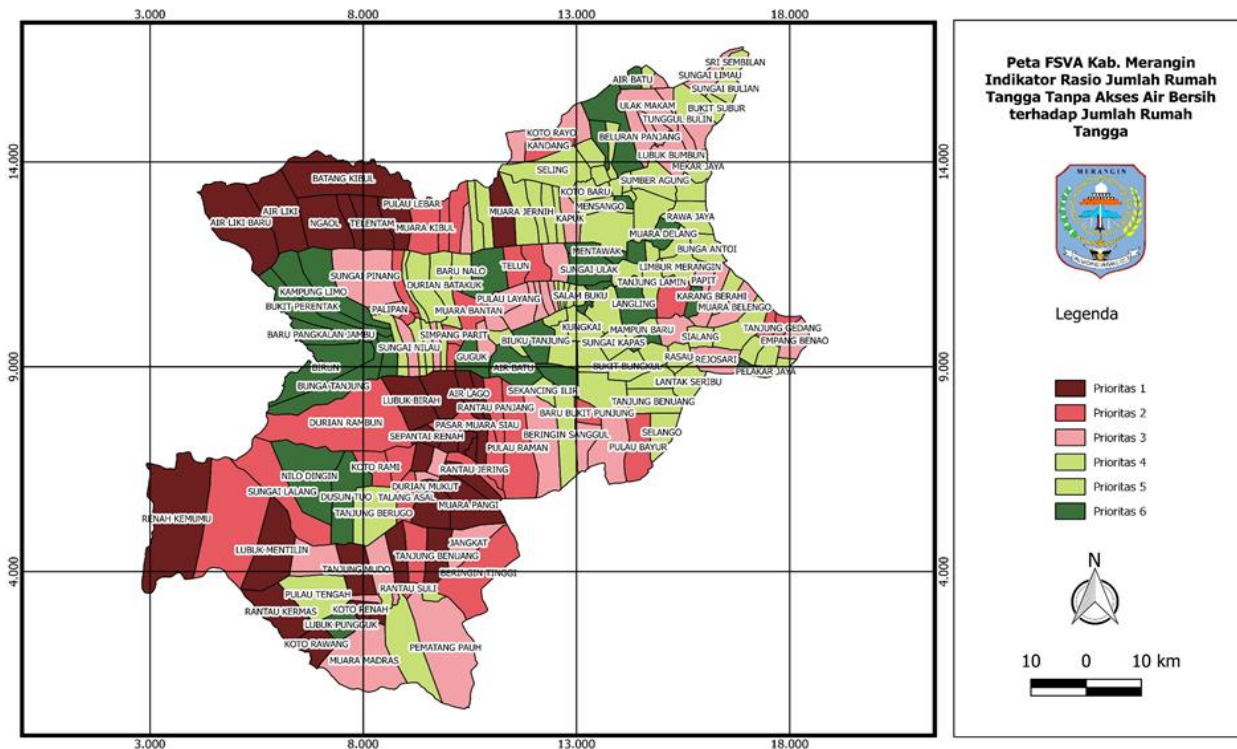 3.000 8.000 13.000 18.000
14.000
9.000
4.000
14.000
9.000
4.000
3.000 8.000 13.000 18.000
SRI SEMBILAN
AIR BATU
SUNGAI LIMAU
SUNGAI BULIAN
ULAK MAKAM
BUKIT SUBUR
TUNGGUL BULIN
KOTO RAYO
BELURAN PANJANG
KANDANG
LUBUK BUMBUN
MEKAR JAYA
SELING
SUMBER AGUNG
BATANG KIBUL
KOTO BARU
PULAU LEBAR
MENSANGO
AIR LIKI
MUARA JERNIH
KAPUK
RAWA JAYA
AIR LIKI BARU
NGAOL
TELENTAM
MUARA KIBUL
MUARA DELANG
MENTAWAK
BUNGA ANTOI
SUNGAI PINANG
BARU NALO
TELUN
SUNGAI ULAK
LIMBUR MERANGIN
DURIAN BATAKUK
TANJUNG LAMIN
PAPIT
KAMPUNG LIMO
PULAU LAYANG
SALAM BUKU
KARANG BERAHI
BUKIT PERENTAK
PALIPAN
MUARA BANTAN
LANGLING
MUARA BELENGO
BARU PANGKALAN JAMBU
SIMPANG PARIT
KUNGKAI
MAMPUN BARU
TANJUNG GEDANG
SUNGAI NILAU
BIUKU TANJUNG
SUNGAI KAPAS
SIALANG
EMPANG BENAO
GUGUK
RASAU
REJOSARI
BIRUN
AIR BATU
BUKIT BUNGKUL
PELAKAR JAYA
BUNGA TANJUNG
LANTAK SERIBU
LUBUK BIRAH
AIR LAGO
SEKANCING ILIR
TANJUNG BENUANG
RANTAU PANJANG
BARU BUKIT PUNJUNG
DURIAN RAMBUN
PASAR MUARA SIAU
SEPANTAI RENAH
BERINGIN SANGGUL
SELANGO
PULAU RAMAN
PULAU BAYUR
KOTO RAMI
RANTAU JERING
NILO DINGIN
SUNGAI LALANG
DURIAN MUKUT
DUSUN TUO
TALANG ASAL
TANJUNG BERUGO
MUARA PANGI
RENAH KEMUMU
LUBUK MENTILIN
JANGKAT
TANJUNG BENUANG
TANJUNG MUDO
BERINGIN TINGGI
PULAU TENGAH
RANTAU SULI
RANTAU KERMAS
KOTO RENAH
LUBUK PUNGGUK
KOTO RAWANG
PEMATANG PAUH
MUARA MADRAS
Peta FSVA Kab. Merangin
Indikator Rasio Jumlah Rumah
Tangga Tanpa Akses Air Bersih
terhadap Jumlah Rumah
Tangga
MERANGIN
Legenda
Prioritas 1
Prioritas 2
Prioritas 3
Prioritas 4
Prioritas 5
Prioritas 6
N
10 0 10 km